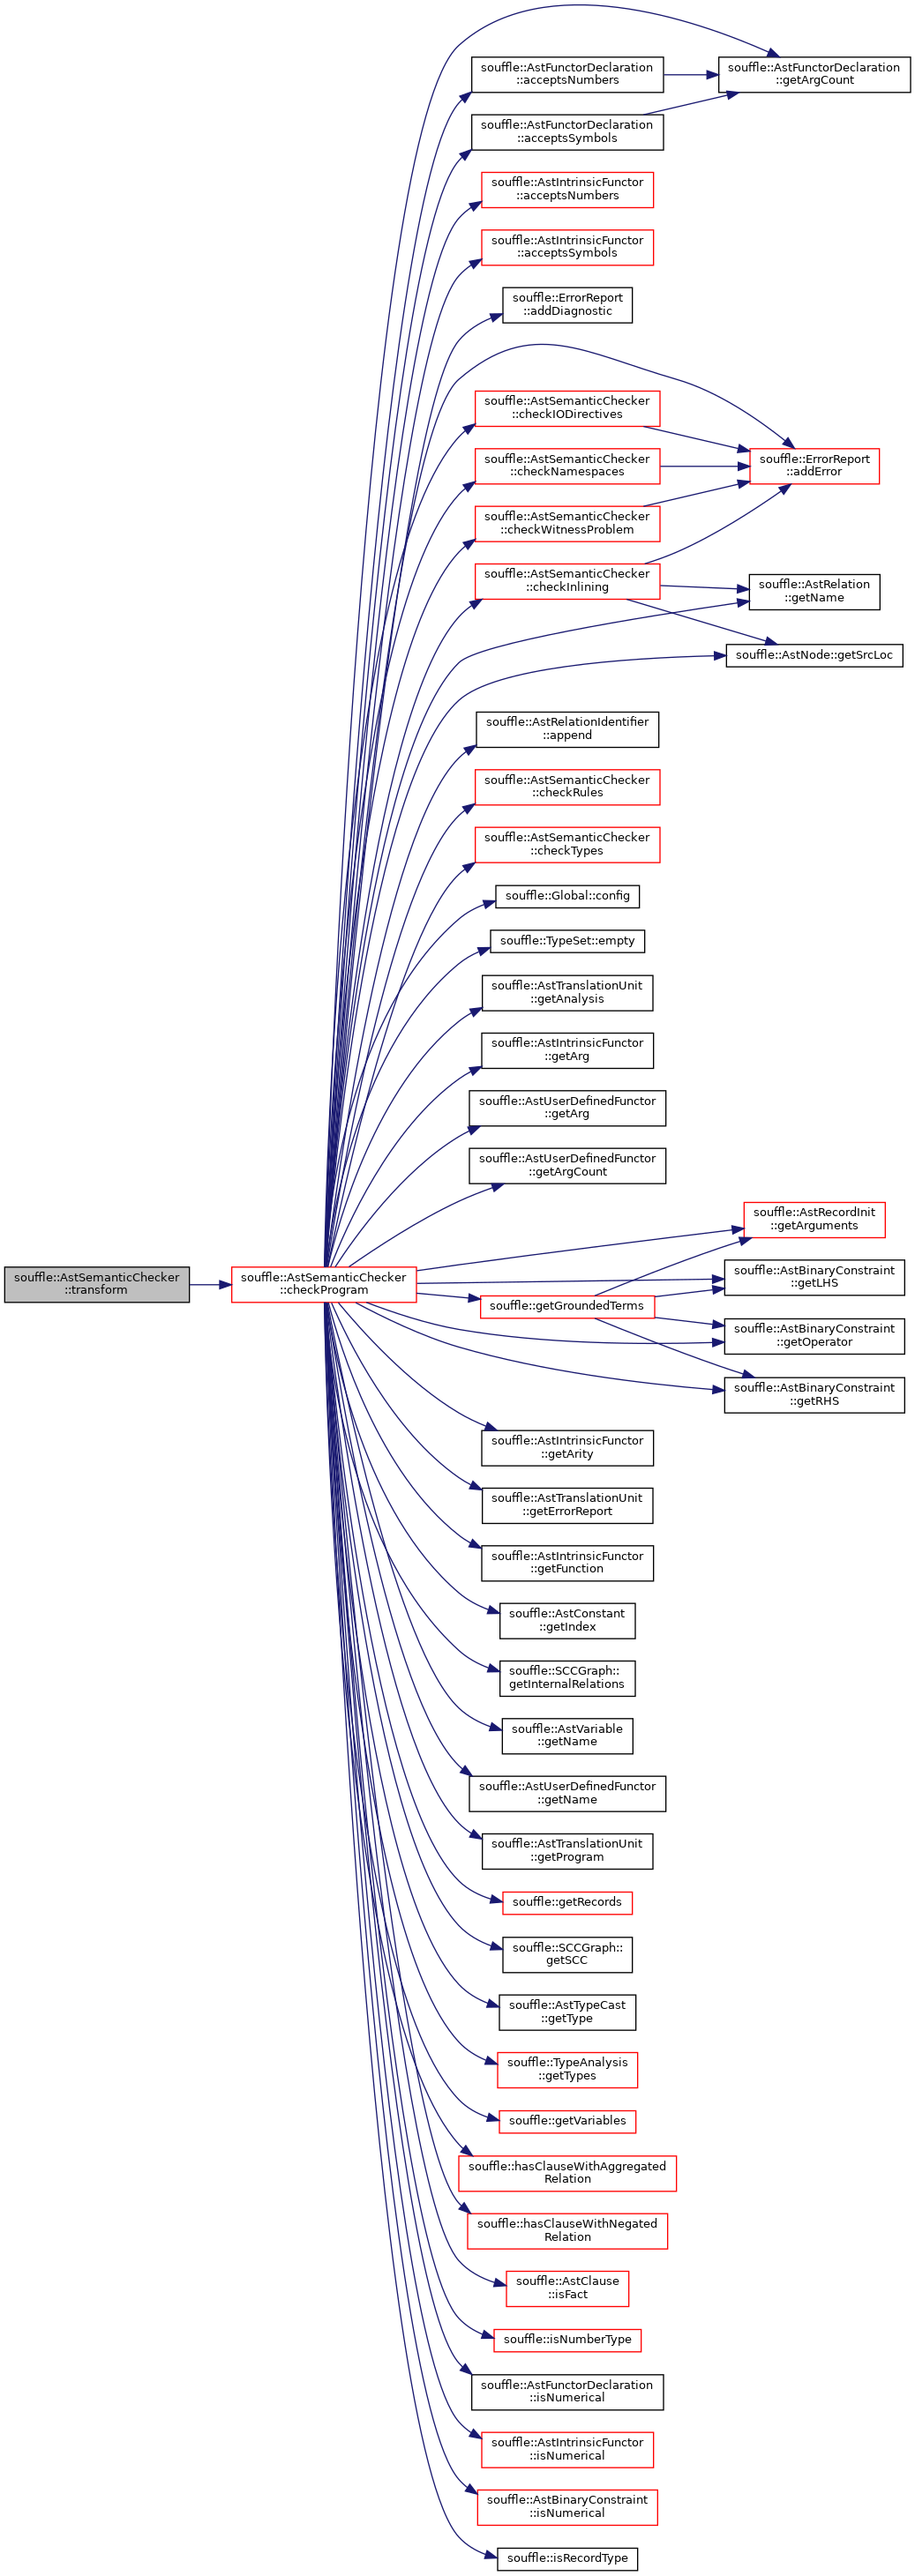 souffle::AstFunctorDeclaration
::acceptsNumbers
souffle::AstFunctorDeclaration
::getArgCount
souffle::AstFunctorDeclaration
::acceptsSymbols
souffle::AstIntrinsicFunctor
::acceptsNumbers
souffle::AstIntrinsicFunctor
::acceptsSymbols
souffle::ErrorReport
::addDiagnostic
souffle::AstSemanticChecker
::checkIODirectives
souffle::AstSemanticChecker
::checkNamespaces
souffle::ErrorReport
::addError
souffle::AstSemanticChecker
::checkWitnessProblem
souffle::AstSemanticChecker
::checkInlining
souffle::AstRelation
::getName
souffle::AstNode::getSrcLoc
souffle::AstRelationIdentifier
::append
souffle::AstSemanticChecker
::checkRules
souffle::AstSemanticChecker
::checkTypes
souffle::Global::config
souffle::TypeSet::empty
souffle::AstTranslationUnit
::getAnalysis
souffle::AstIntrinsicFunctor
::getArg
souffle::AstUserDefinedFunctor
::getArg
souffle::AstUserDefinedFunctor
::getArgCount
souffle::AstRecordInit
::getArguments
souffle::AstSemanticChecker
::transform
souffle::AstSemanticChecker
::checkProgram
souffle::AstBinaryConstraint
::getLHS
souffle::getGroundedTerms
souffle::AstBinaryConstraint
::getOperator
souffle::AstBinaryConstraint
::getRHS
souffle::AstIntrinsicFunctor
::getArity
souffle::AstTranslationUnit
::getErrorReport
souffle::AstIntrinsicFunctor
::getFunction
souffle::AstConstant
::getIndex
souffle::SCCGraph::
getInternalRelations
souffle::AstVariable
::getName
souffle::AstUserDefinedFunctor
::getName
souffle::AstTranslationUnit
::getProgram
souffle::getRecords
souffle::SCCGraph::
getSCC
souffle::AstTypeCast
::getType
souffle::TypeAnalysis
::getTypes
souffle::getVariables
souffle::hasClauseWithAggregated
Relation
souffle::hasClauseWithNegated
Relation
souffle::AstClause
::isFact
souffle::isNumberType
souffle::AstFunctorDeclaration
::isNumerical
souffle::AstIntrinsicFunctor
::isNumerical
souffle::AstBinaryConstraint
::isNumerical
souffle::isRecordType